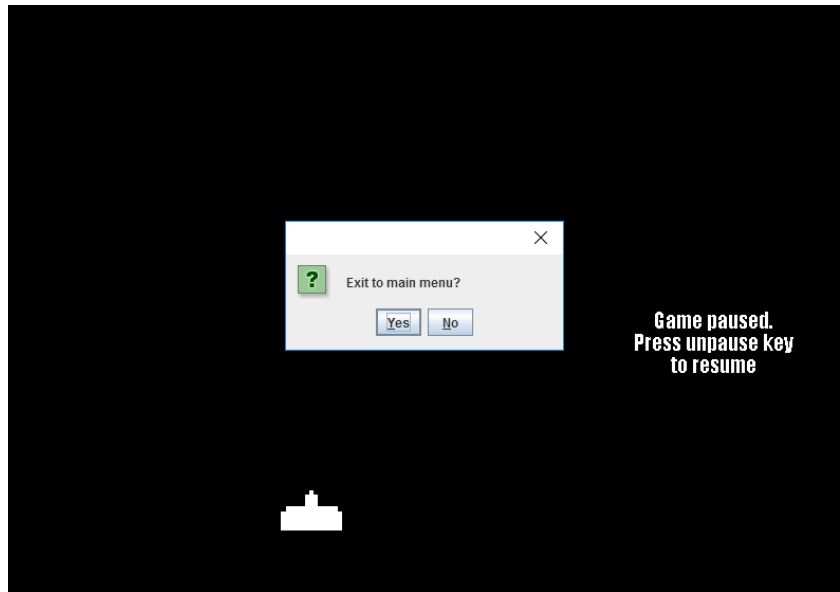 ?
Exit to main menu?
Yes
No
Game paused.
Press unpause key
to resume